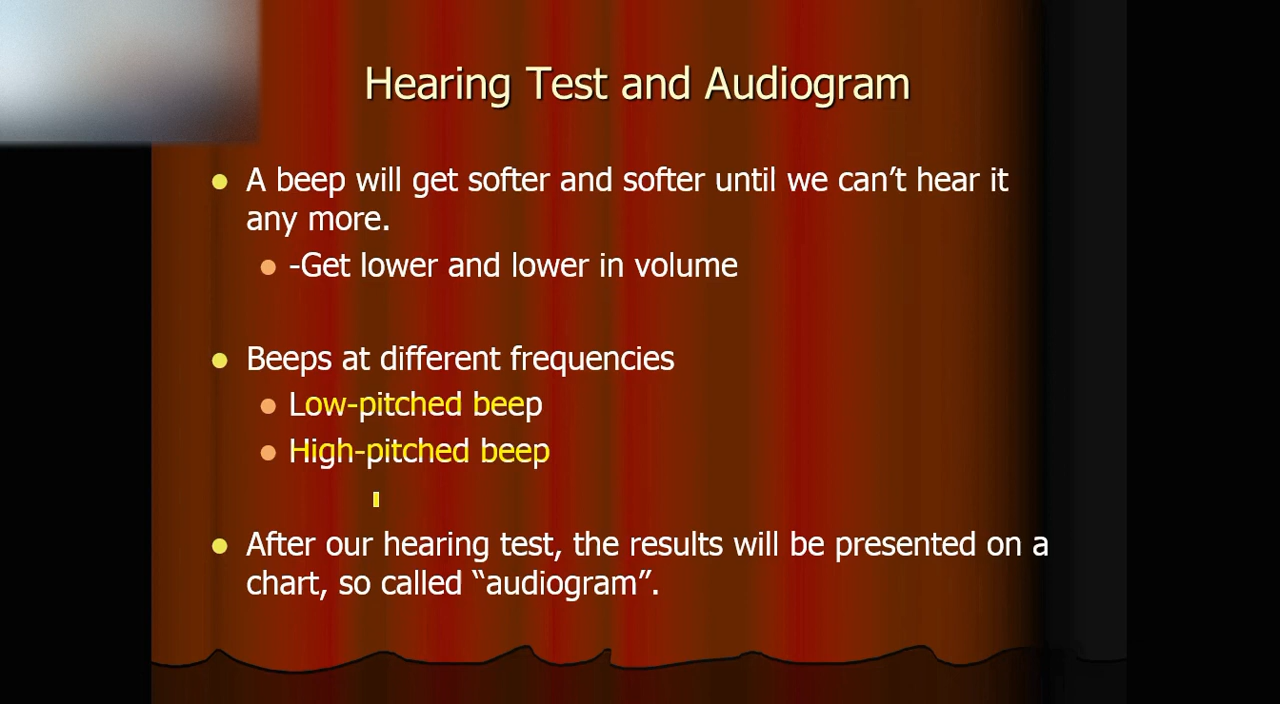 Hearing Test and Audiogram
A beep will get softer and softer until we can’t hear it
any more.
-Get lower and lower in volume
Beeps at different frequencies
Low-pitched beep
High-pitched beep
After our hearing test, the results will be presented on a
chart, so called “audiogram”.